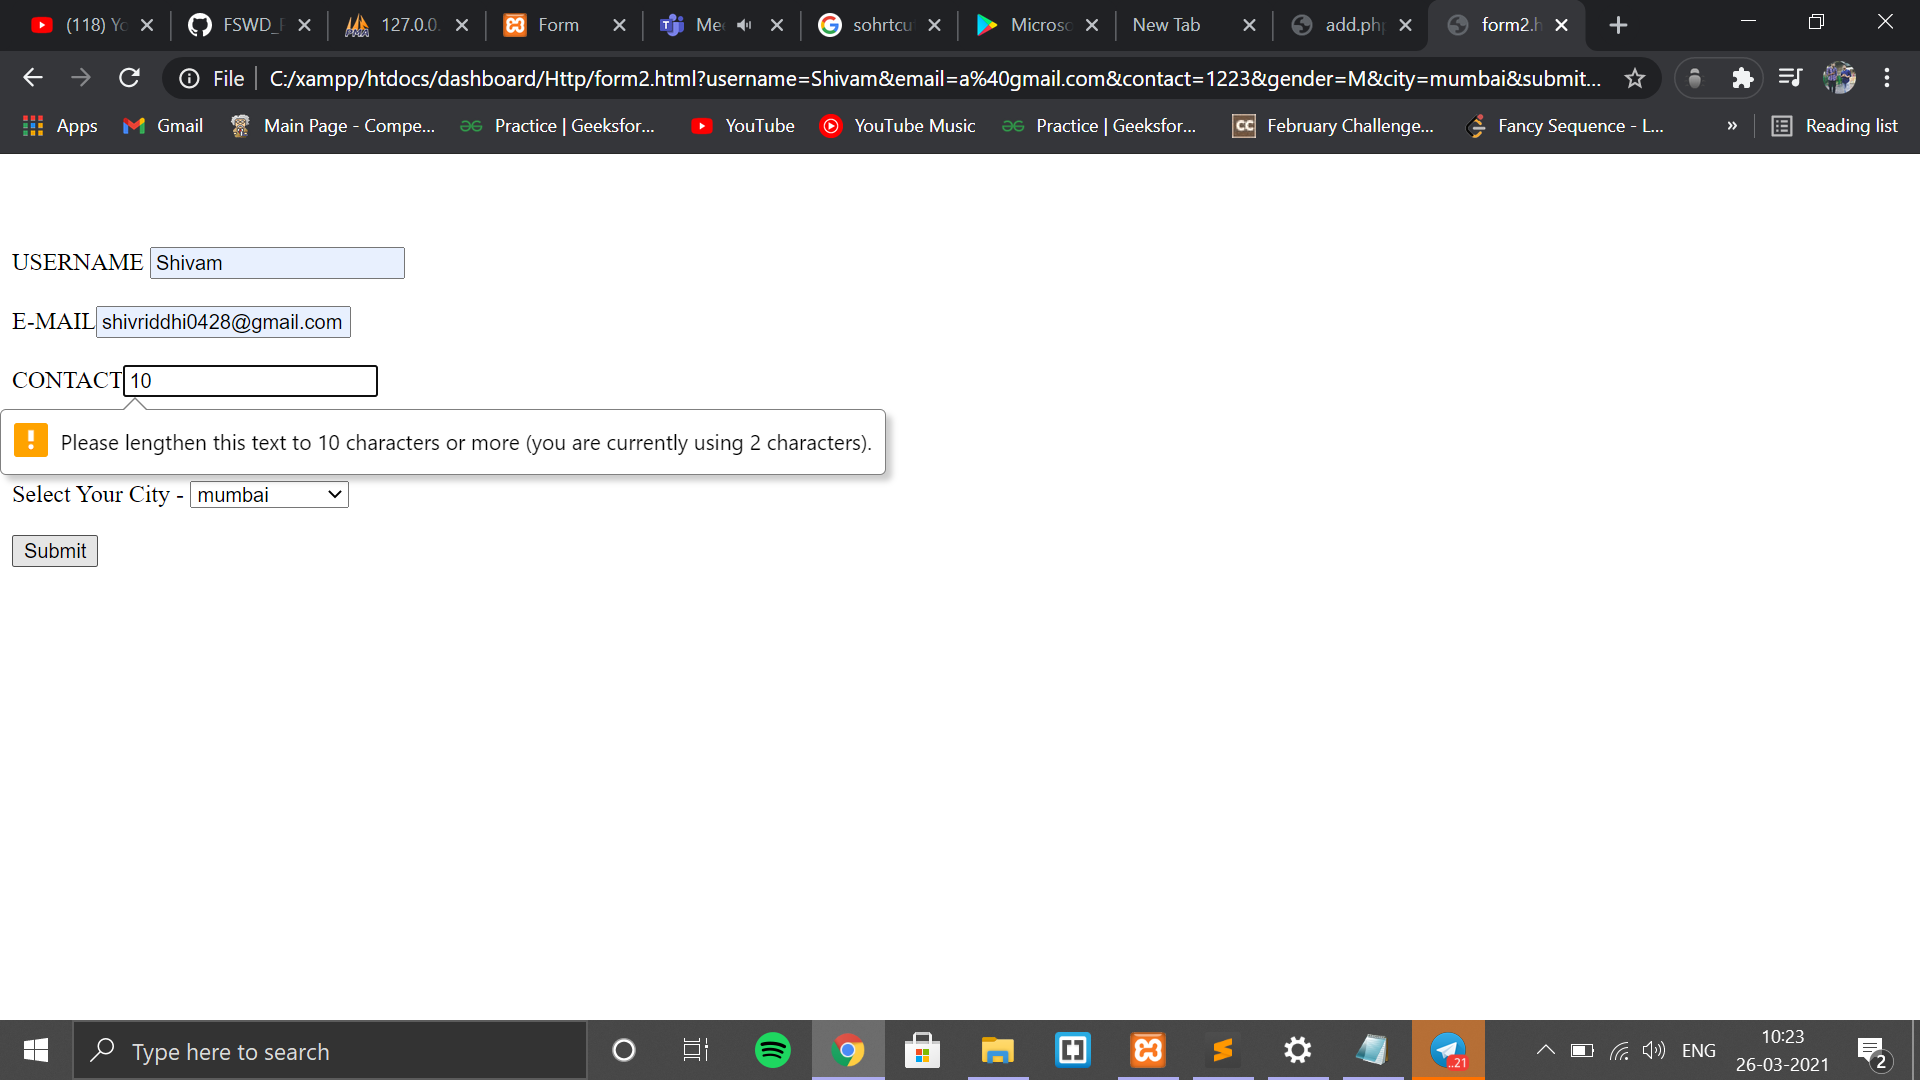 (118) Yo
FSWD_F
127.0.0.
Form
Mee
sohrtcut
Microso
New Tab
add.php
form2.h
File
C:/xampp/htdocs/dashboard/Http/form2.html?username=Shivam&email=a%40gmail.com&contact=1223&gender=M&city=mumbai&submit...
Apps
Gmail
Main Page - Compe...
Practice | Geeksfor...
YouTube
YouTube Music
Practice | Geeksfor...
CC
February Challenge...
Fancy Sequence - L...
»
Reading list
USERNAME Shivam
E-MAIL shivriddhi0428@gmail.com
CONTACT 10
Please lengthen this text to 10 characters or more (you are currently using 2 characters).
Select Your City - mumbai
Submit
Type here to search
..21
ENG
10:23
26-03-2021
2